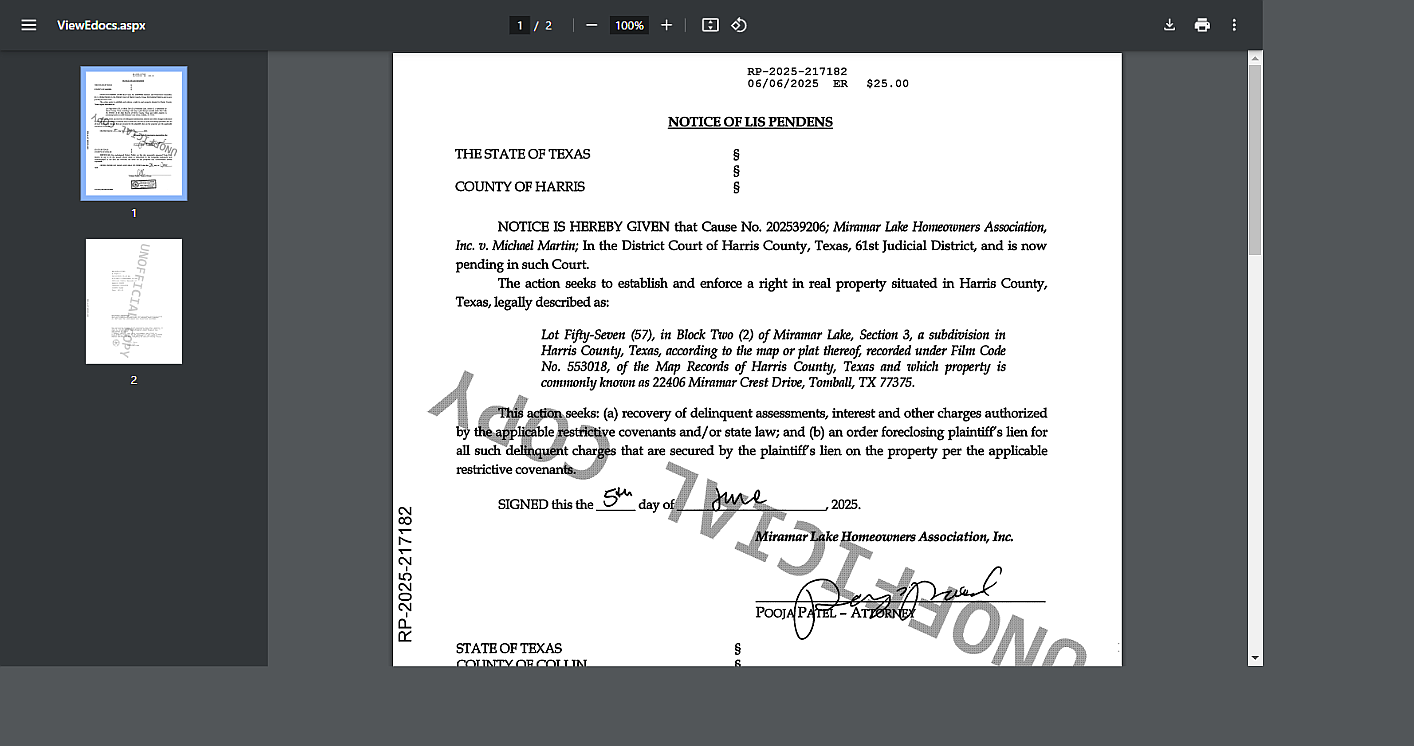 ViewEdocs.aspx
1 / 2
100%
1
2
RP-2025-217182
06/06/2025 ER $25.00
NOTICE OF LIS PENDENS
THE STATE OF TEXAS §
§
COUNTY OF HARRIS §
NOTICE IS HEREBY GIVEN that Cause No. 202539206; Miramar Lake Homeowners Association,
Inc. v. Michael Martin; In the District Court of Harris County, Texas, 61st Judicial District, and is now
pending in such Court.
The action seeks to establish and enforce a right in real property situated in Harris County,
Texas, legally described as:
Lot Fifty-Seven (57), in Block Two (2) of Miramar Lake, Section 3, a subdivision in
Harris County, Texas, according to the map or plat thereof, recorded under Film Code
No. 553018, of the Map Records of Harris County, Texas and which property is
commonly known as 22406 Miramar Crest Drive, Tomball, TX 77375.
This action seeks: (a) recovery of delinquent assessments, interest and other charges authorized
by the applicable restrictive covenants and/or state law; and (b) an order foreclosing plaintiff's lien for
all such delinquent charges that are secured by the plaintiff's lien on the property per the applicable
restrictive covenants.
SIGNED this the 5th day of June, 2025.
Miramar Lake Homeowners Association, Inc.
POOJA PATEL – ATTORNEY
STATE OF TEXAS §
COUNTY OF COLLIN §
RP-2025-217182
UNOFFICIAL COPY